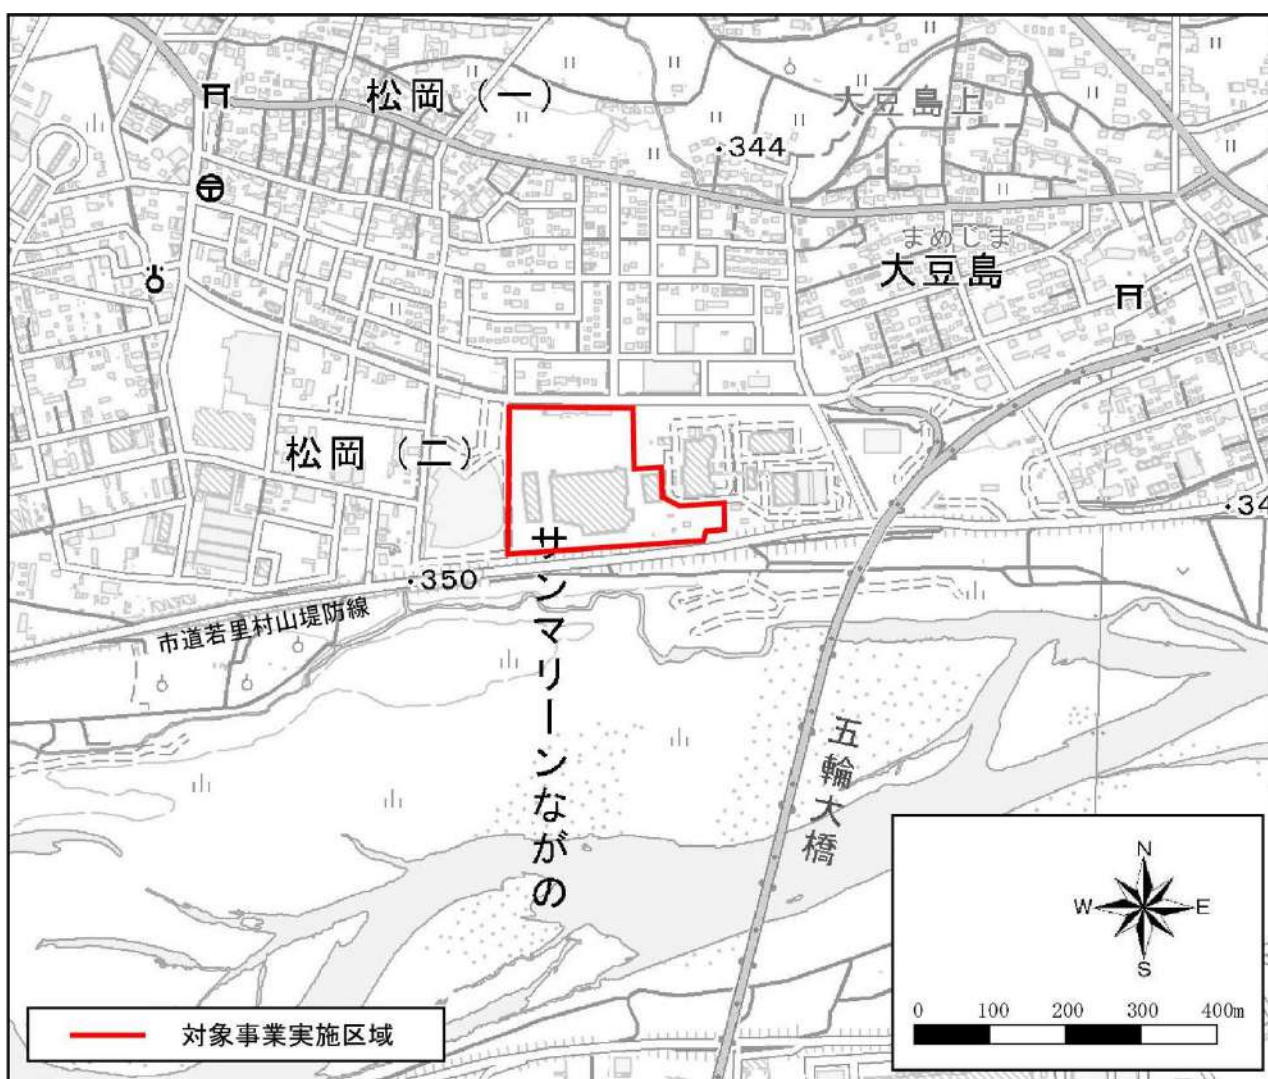 松岡（一）
大豆島上
・344
まめじま
大豆島
松岡（二）
・34
・350
市道若里村山堤防線
サンマリーンながの
五輪大橋
N
W
E
S
0 100 200 300 400m
対象事業実施区域